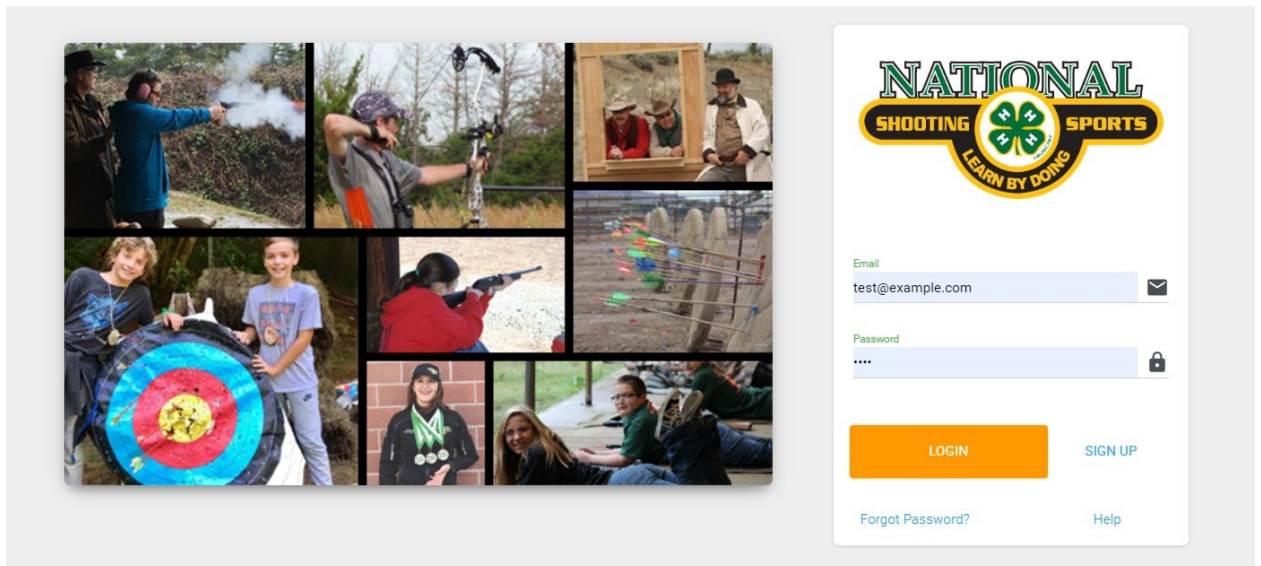 NATIONAL
SHOOTING SPORTS
H H
H H
LEARN BY DOING
Email
test@example.com
Password
••••
LOGIN
SIGN UP
Forgot Password?
Help